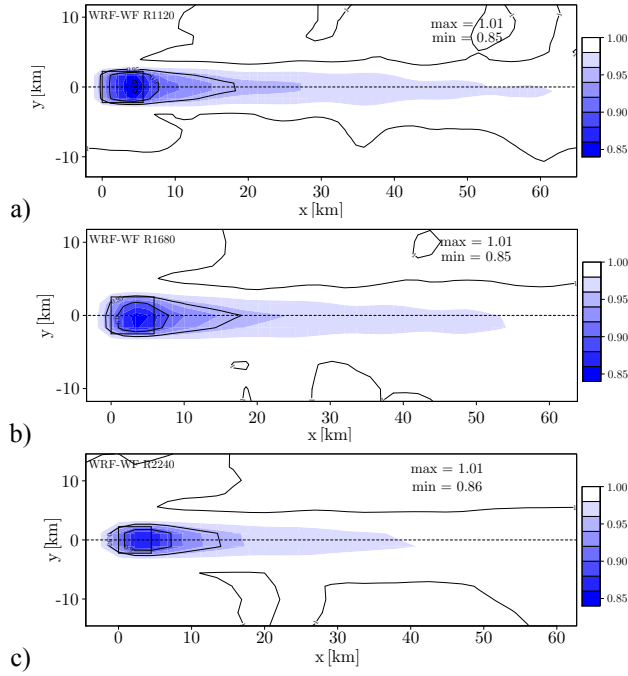 WRF-WF R1120
max = 1.01
min = 0.85
y [km]
10
0
-10
0 10 20 30 40 50 60
x [km]
1.00
0.95
0.90
0.85
a)
WRF-WF R1680
max = 1.01
min = 0.85
y [km]
10
0
-10
0 10 20 30 40 50 60
x [km]
1.00
0.95
0.90
0.85
b)
WRF-WF R2240
max = 1.01
min = 0.86
y [km]
10
0
-10
0 10 20 30 40 50 60
x [km]
1.00
0.95
0.90
0.85
c)